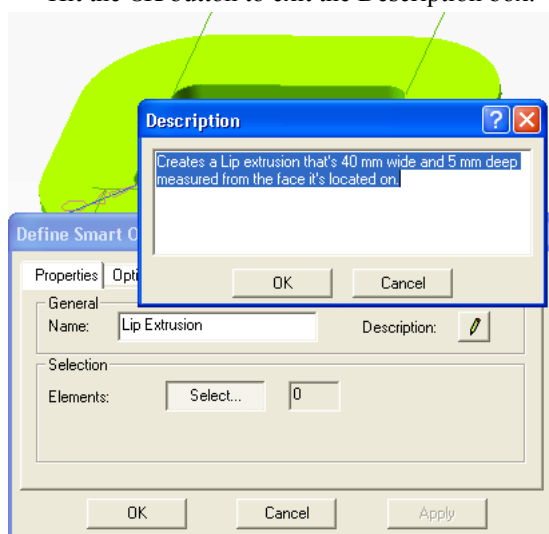 Hit the OK button to exit the Description box.
Description
Creates a Lip extrusion that's 40 mm wide and 5 mm deep
measured from the face it's located on.
OK Cancel
Define Smart O
Properties Opti
General
Name: Lip Extrusion Description:
Selection
Elements: Select... 0
OK Cancel Apply